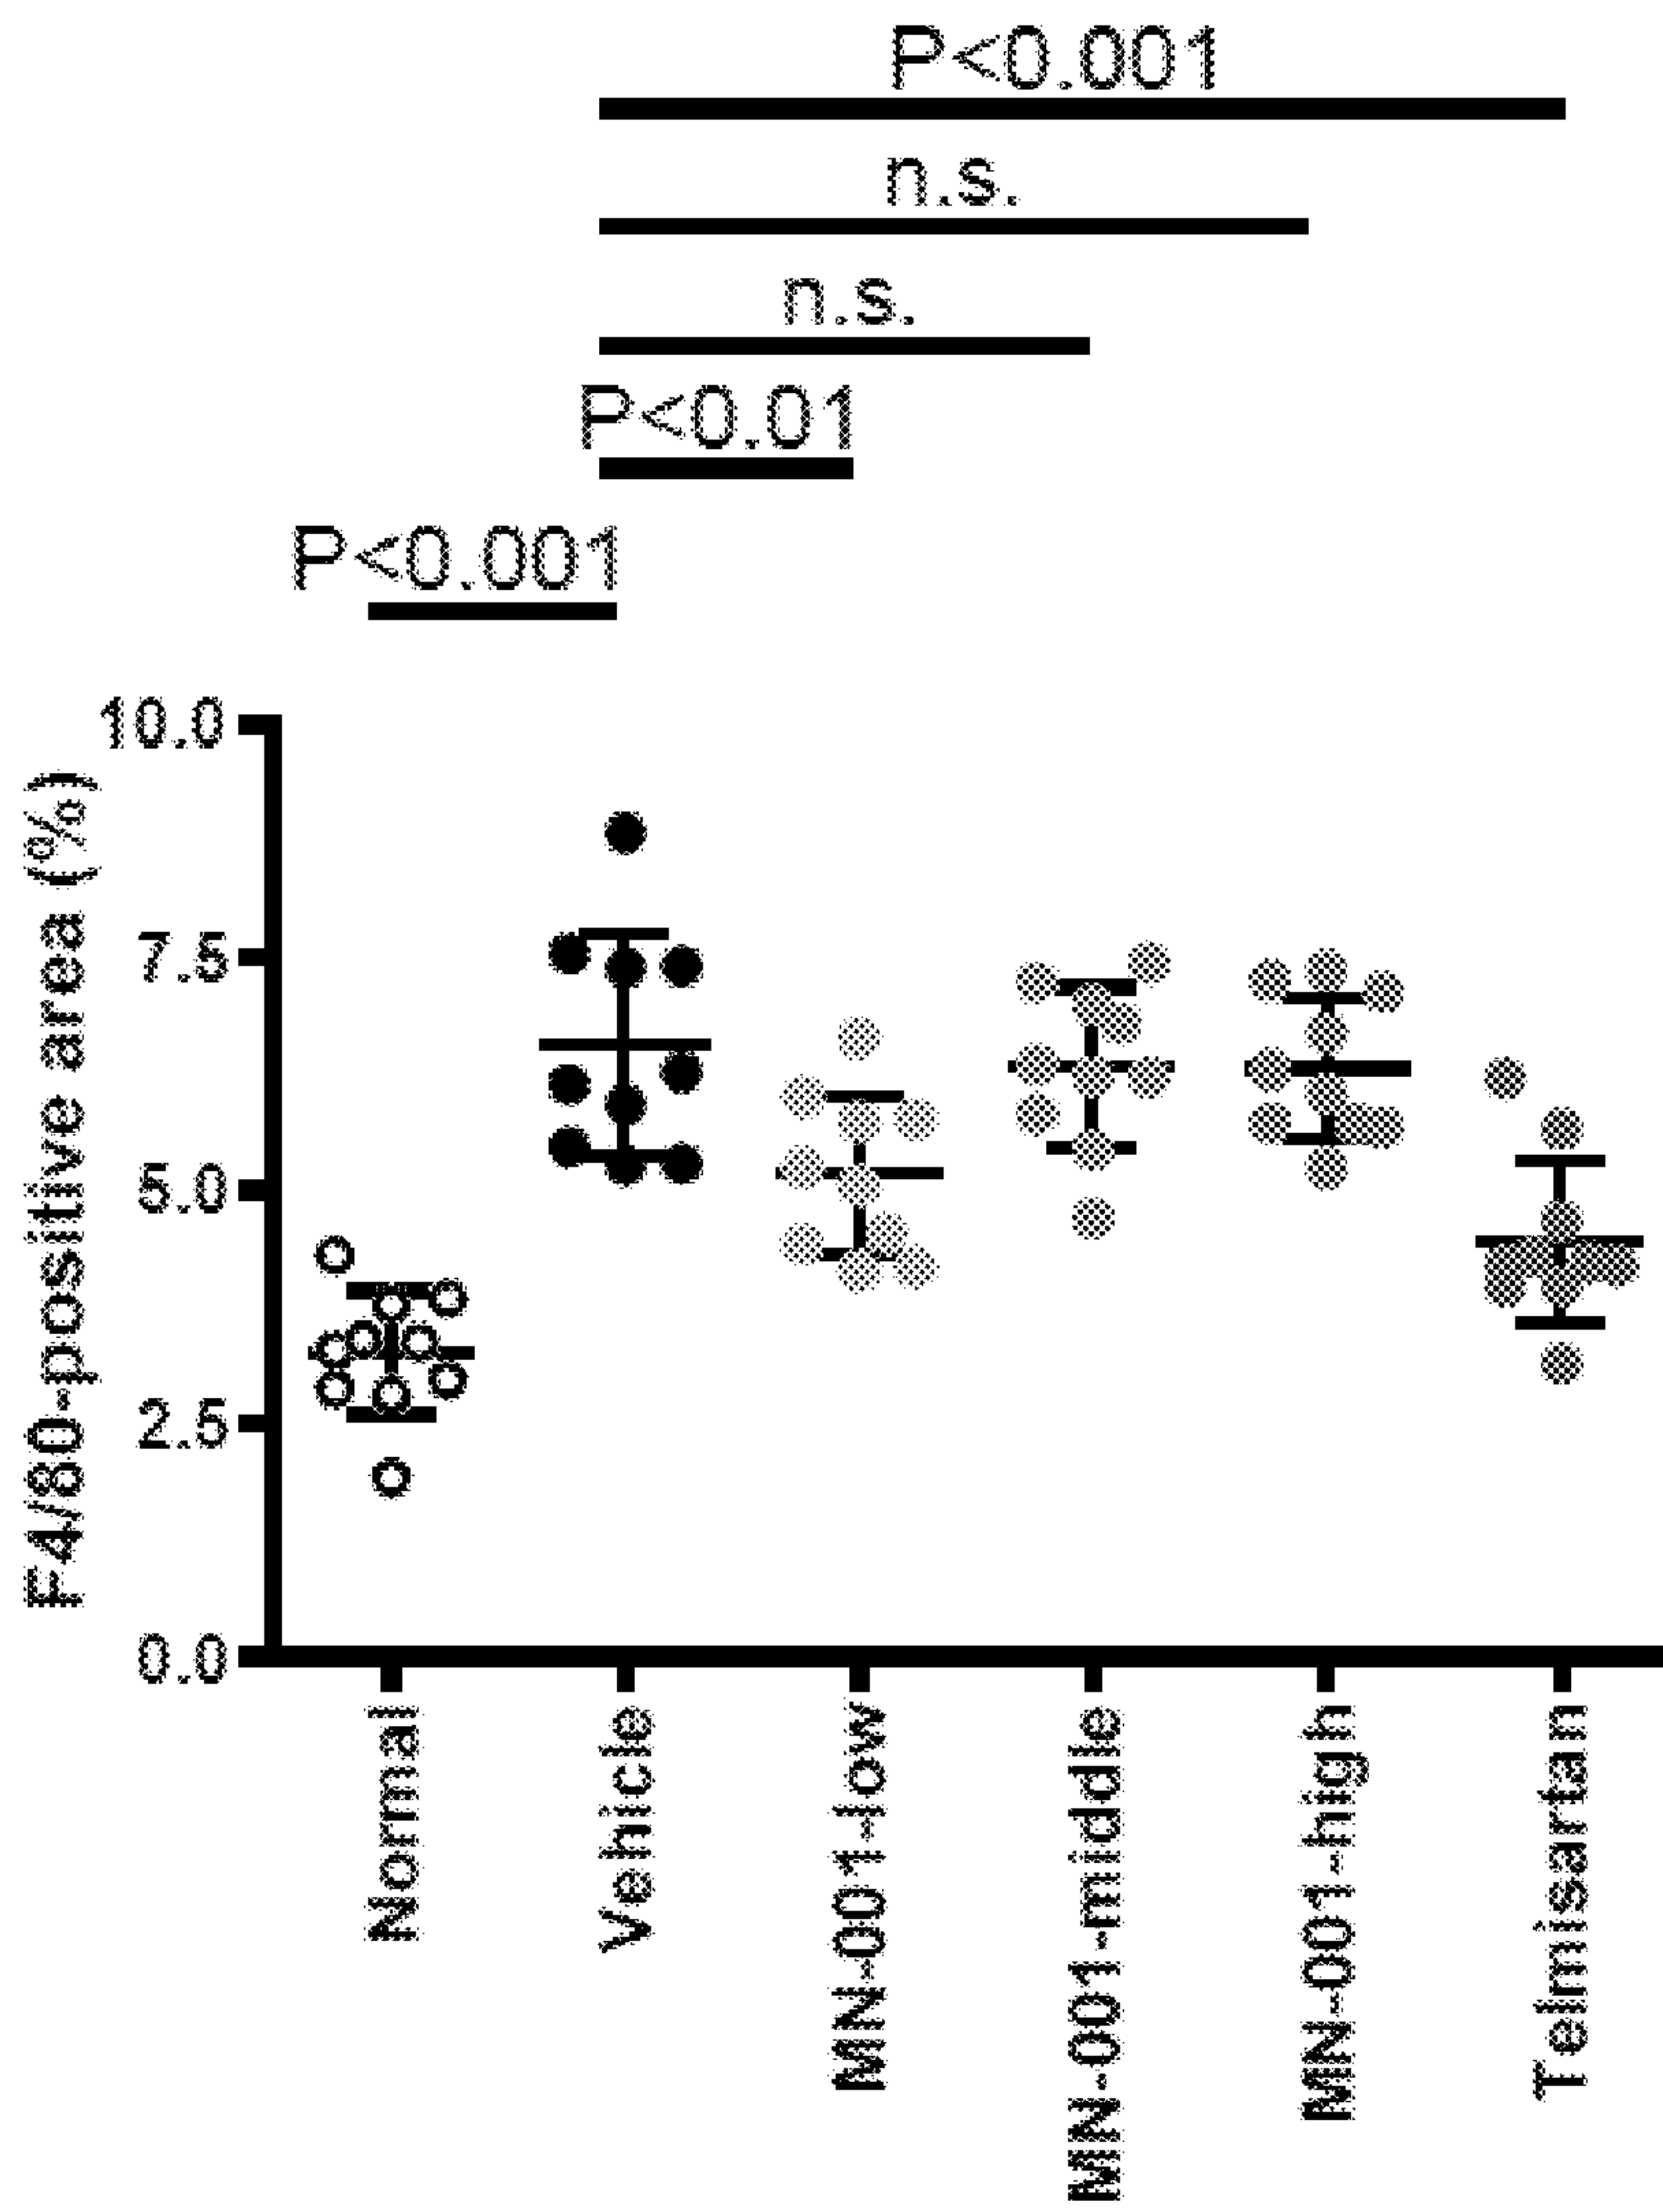 P<0.001
n.s.
n.s.
P<0.01
P<0.001
F4/80-positive area (%)
10.0
7.5
5.0
2.5
0.0
Normal
Vehicle
MN-001-low
MN-001-middle
MN-001-high
Telmisartan